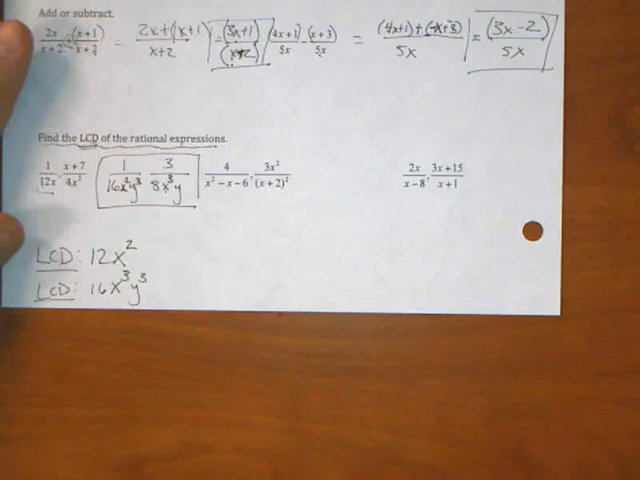 Add or subtract.
2x/x+2 + (x+1)/x+2 = 2x+(x+1)/x+2 = (3x+1)/(x+2) (4x+1)/5x - (x+3)/5x = (4x+1)+(-x+-3)/5x = (3x-2)/5x
Find the LCD of the rational expressions.
1/12x, x+7/4x² 1/16x²y³ 3/8x³y 4/x²-x-6, 3x²/(x+2)² 2x/x-8, 3x+15/x+1
LCD: 12x²
LCD: 16x³y³